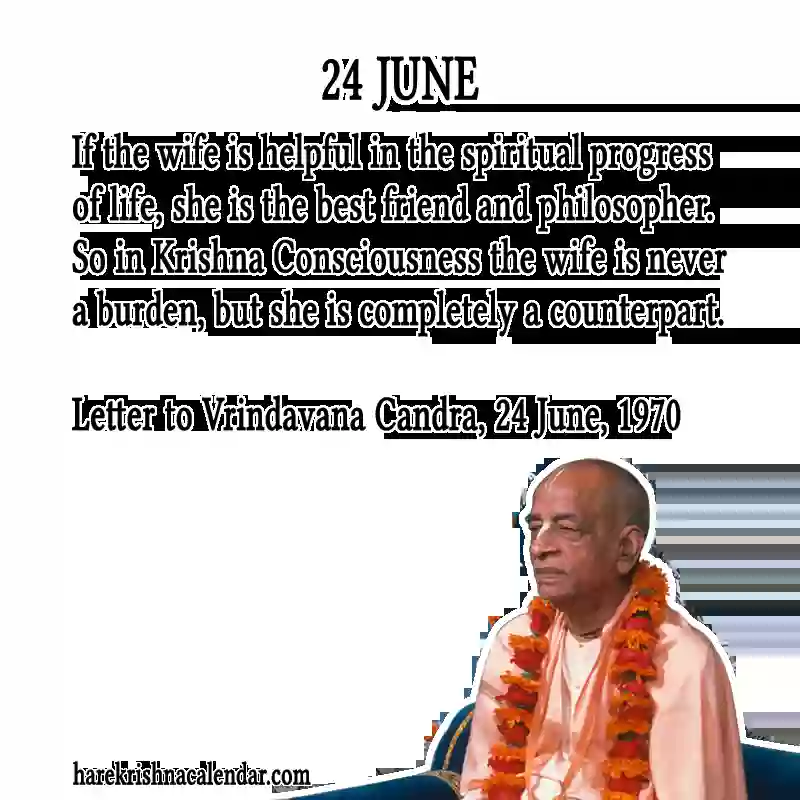 24 JUNE
If the wife is helpful in the spiritual progress
of life, she is the best friend and philosopher.
So in Krishna Consciousness the wife is never
a burden, but she is completely a counterpart.
Letter to Vrindavana Candra, 24 June, 1970
harekrishnacalendar.com